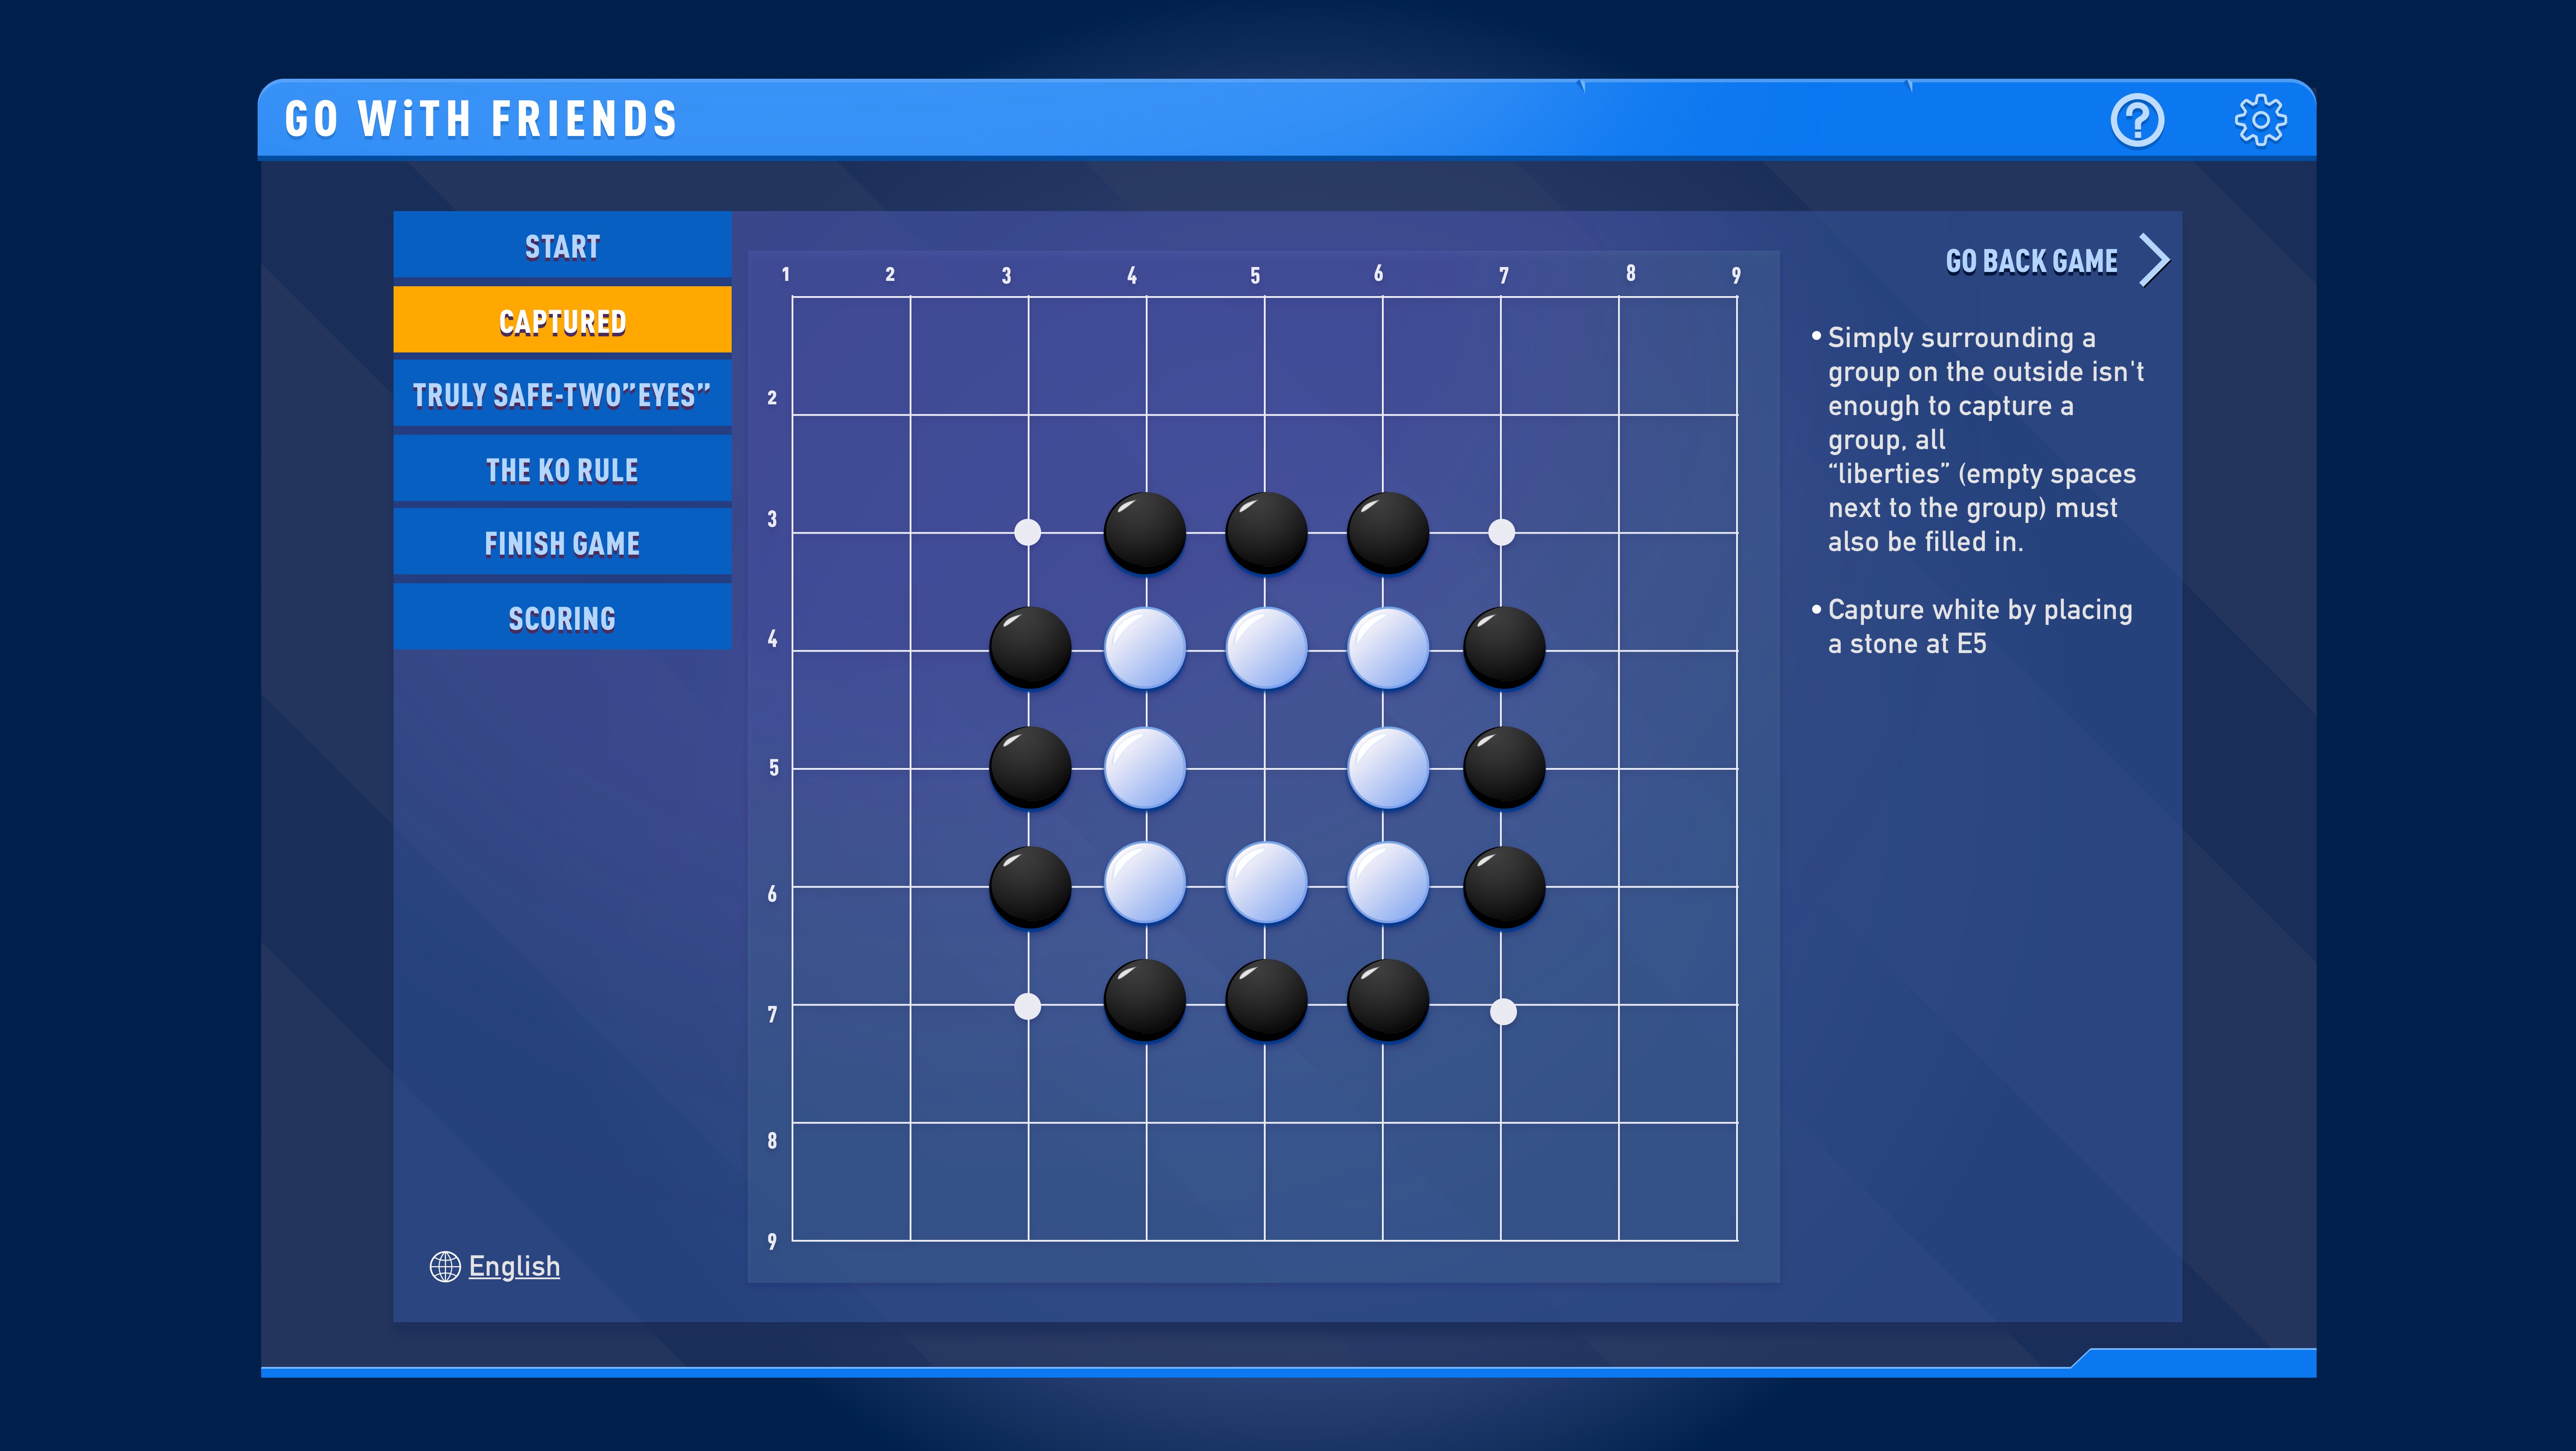 GO WiTH FRIENDS
START
CAPTURED
TRULY SAFE-TWO”EYES”
THE KO RULE
FINISH GAME
SCORING
English
1 2 3 4 5 6 7 8 9
2
3
4
5
6
7
8
9
GO BACK GAME
• Simply surrounding a
group on the outside isn't
enough to capture a
group, all
“liberties” (empty spaces
next to the group) must
also be filled in.
• Capture white by placing
a stone at E5